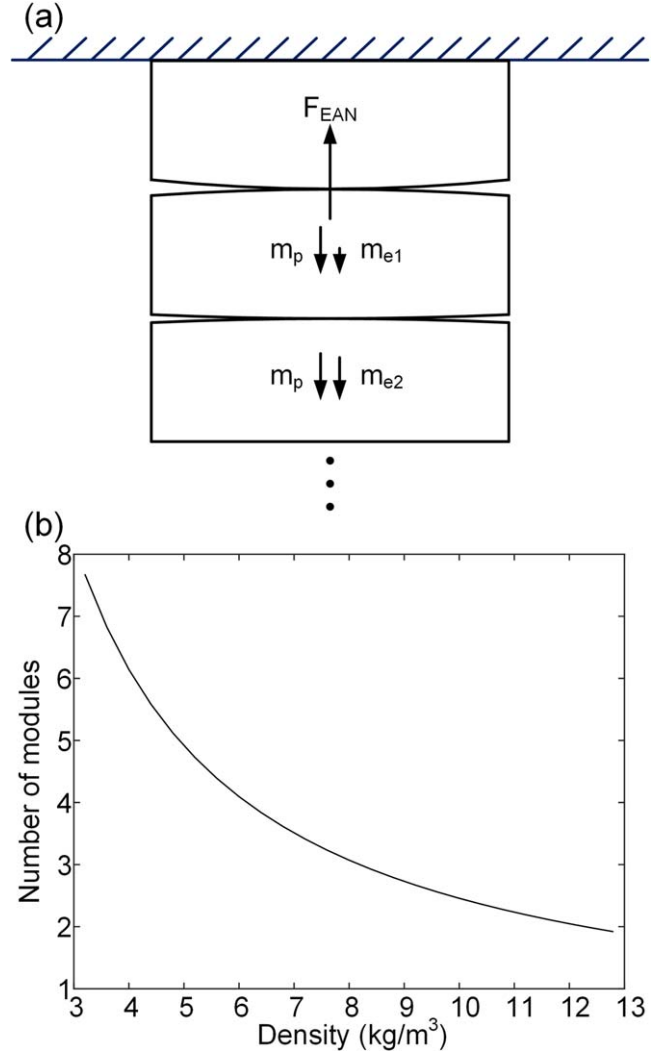 (a)
F_EAN
m_p m_e1
m_p m_e2
(b)
8
7
6
5
4
3
2
1
Number of modules
3 4 5 6 7 8 9 10 11 12 13
Density (kg/m³)